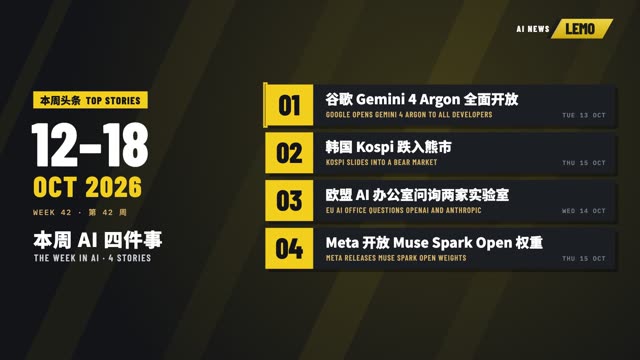 AI NEWS LEMO
本周头条 TOP STORIES
12–18
OCT 2026
WEEK 42 · 第 42 周
本周 AI 四件事
THE WEEK IN AI · 4 STORIES
01
谷歌 Gemini 4 Argon 全面开放
GOOGLE OPENS GEMINI 4 ARGON TO ALL DEVELOPERS
TUE 13 OCT
02
韩国 Kospi 跌入熊市
KOSPI SLIDES INTO A BEAR MARKET
THU 15 OCT
03
欧盟 AI 办公室问询两家实验室
EU AI OFFICE QUESTIONS OPENAI AND ANTHROPIC
WED 14 OCT
04
Meta 开放 Muse Spark Open 权重
META RELEASES MUSE SPARK OPEN WEIGHTS
THU 15 OCT